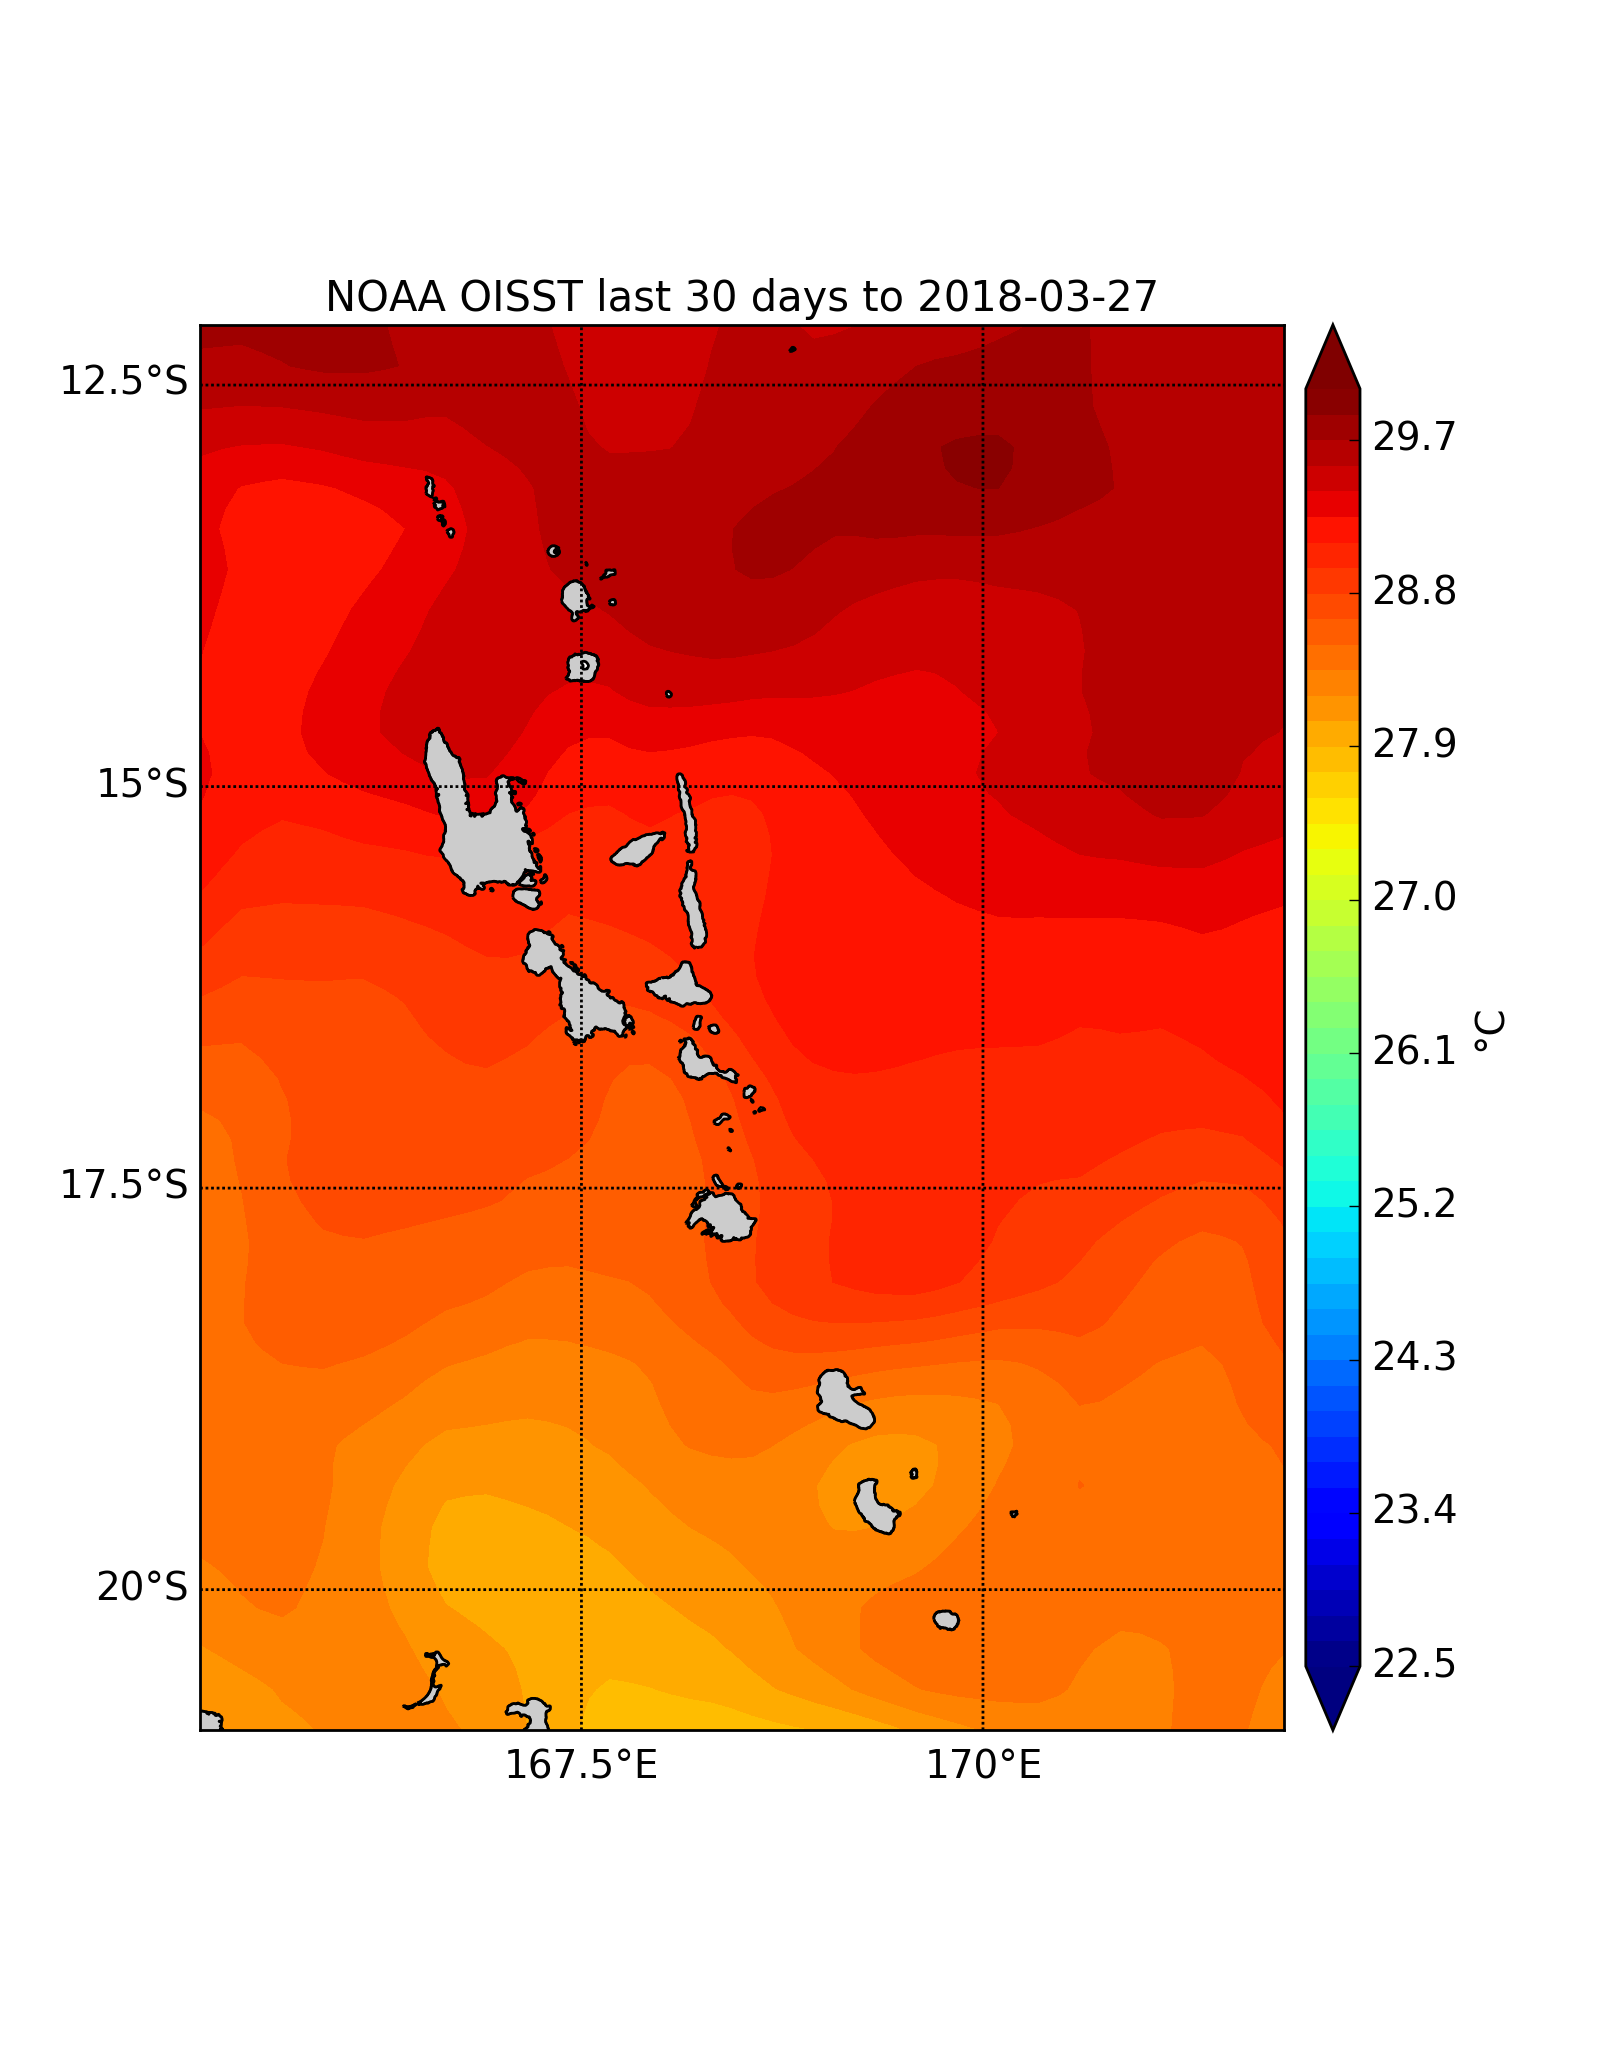 NOAA OISST last 30 days to 2018-03-27
12.5°S
15°S
17.5°S
20°S
167.5°E
170°E
29.7
28.8
27.9
27.0
26.1
25.2
24.3
23.4
22.5
°C